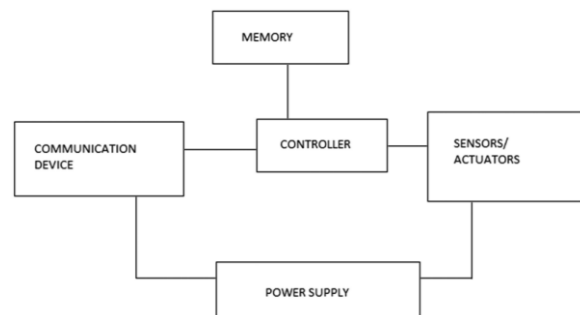 MEMORY
COMMUNICATION
DEVICE
CONTROLLER
SENSORS/
ACTUATORS
POWER SUPPLY